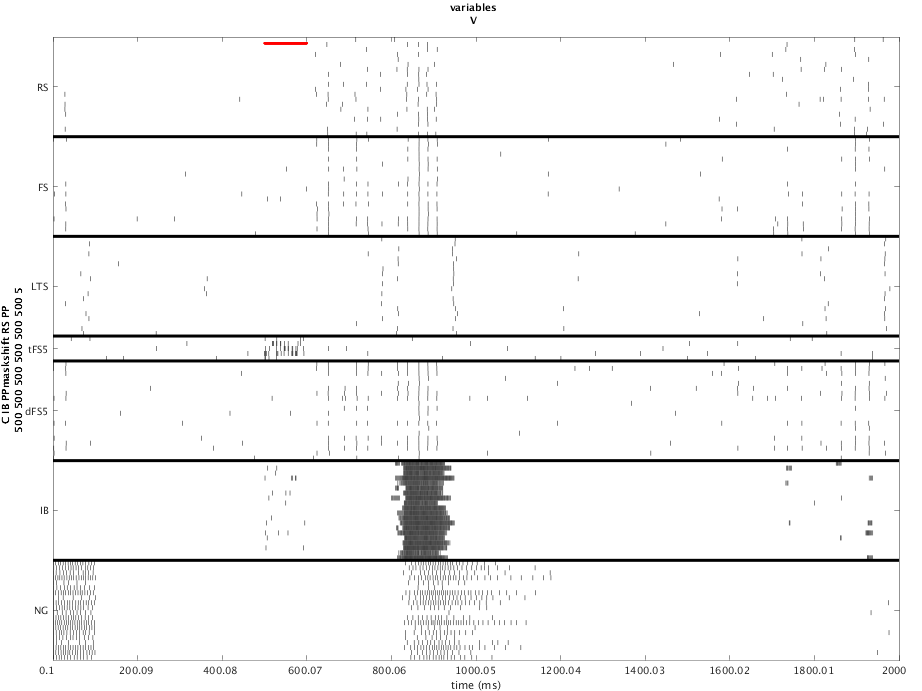 variables
V
RS
FS
LTS
tFS5
dFS5
IB
NG
C IB PPmaskshift RS PP
500 500 500 500 500 500 5
0.1 200.09 400.08 600.07 800.06 1000.05 1200.04 1400.03 1600.02 1800.01 2000
time (ms)